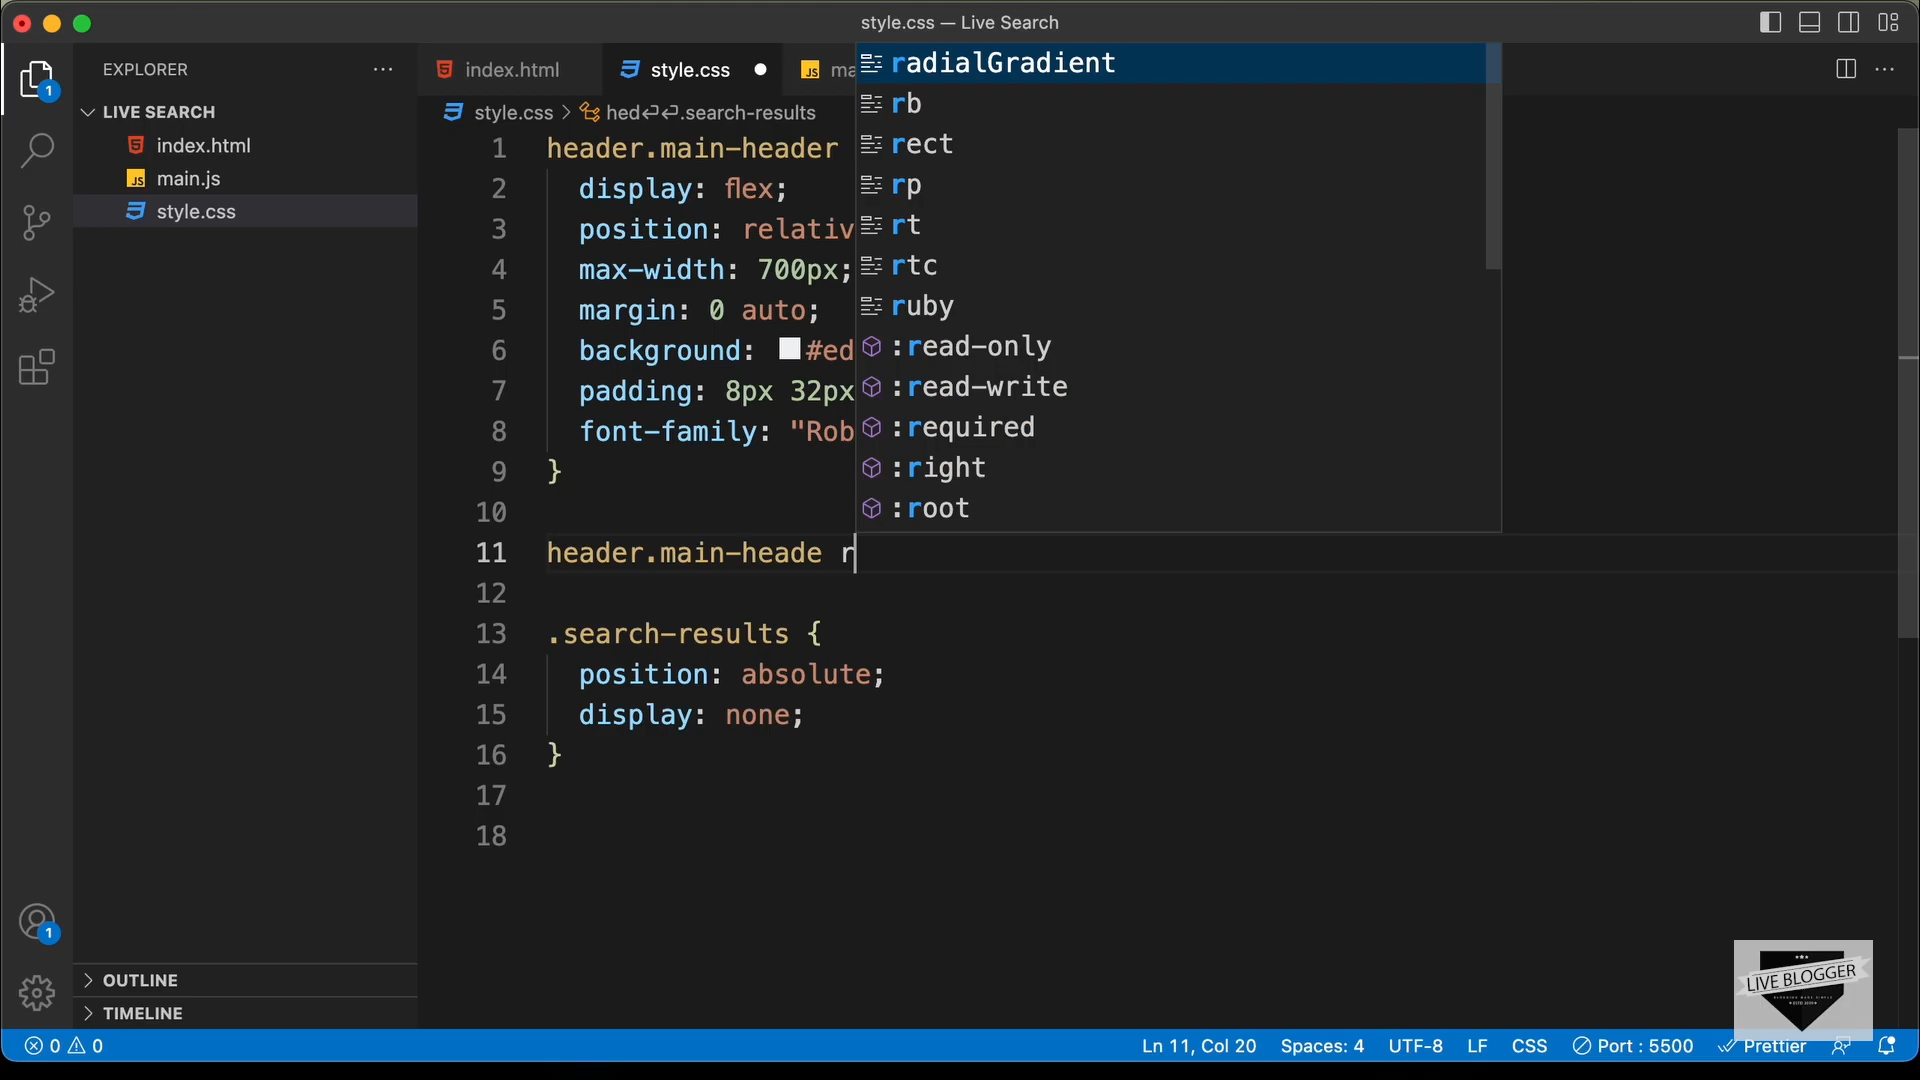 style.css — Live Search
EXPLORER
index.html
style.css
ma
1
LIVE SEARCH
index.html
main.js
style.css
style.css > hed↵↵.search-results
1 header.main-header
2 display: flex;
3 position: relativ
4 max-width: 700px;
5 margin: 0 auto;
6 background: #ed
7 padding: 8px 32px
8 font-family: "Rob
9 }
10
11 header.main-heade r
12
13 .search-results {
14 position: absolute;
15 display: none;
16 }
17
18
radialGradient
rb
rect
rp
rt
rtc
ruby
:read-only
:read-write
:required
:right
:root
1
OUTLINE
TIMELINE
LIVE BLOGGER
0 0
Ln 11, Col 20 Spaces: 4 UTF-8 LF CSS Port : 5500 Prettier